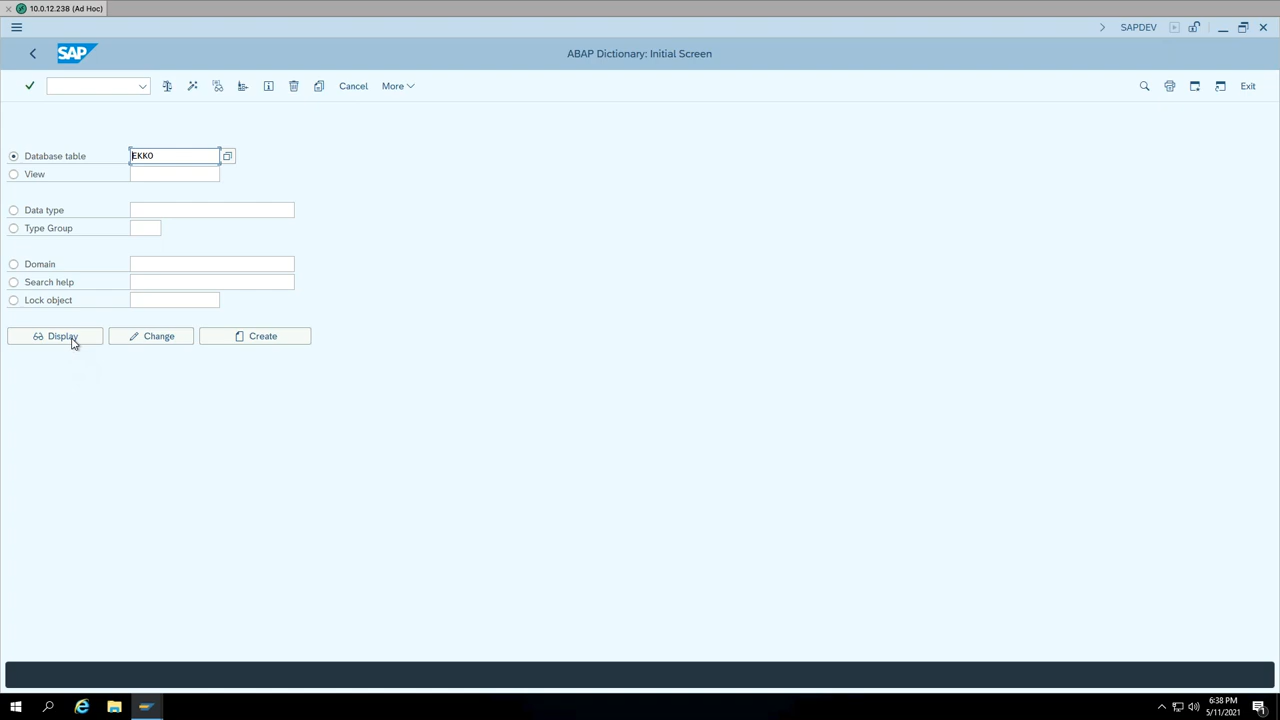 10.0.12.238 (Ad Hoc)
SAPDEV
SAP
ABAP Dictionary: Initial Screen
Cancel
More
Exit
Database table
EKKO
View
Data type
Type Group
Domain
Search help
Lock object
Display
Change
Create
6:38 PM
5/11/2021
1